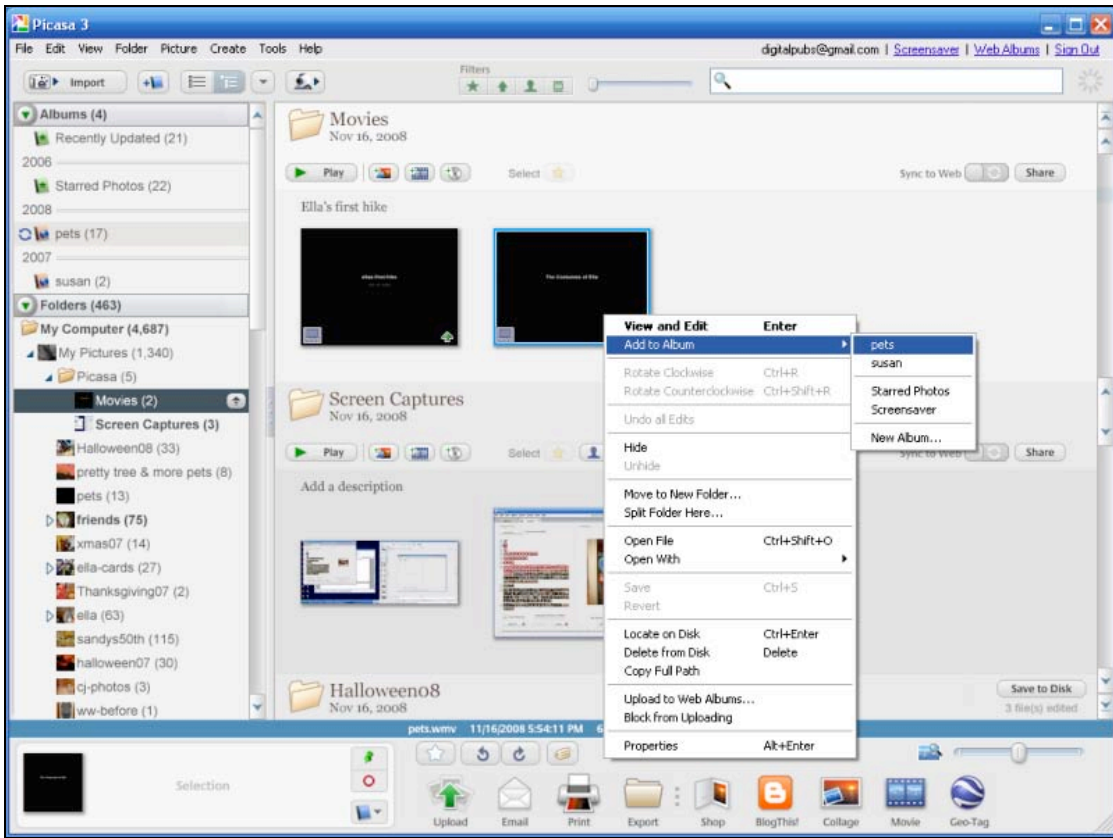 Picasa 3
File Edit View Folder Picture Create Tools Help
digitalpubs@gmail.com | Screensaver | Web Albums | Sign Out
Import
Filters
Albums (4)
Recently Updated (21)
2006
Starred Photos (22)
2008
pets (17)
2007
susan (2)
Folders (463)
My Computer (4,687)
My Pictures (1,340)
Picasa (5)
Movies (2)
Screen Captures (3)
Halloween08 (33)
pretty tree & more pets (8)
pets (13)
friends (75)
xmas07 (14)
ella-cards (27)
Thanksgiving07 (2)
ella (63)
sandys50th (115)
halloween07 (30)
cj-photos (3)
ww-before (1)
Movies
Nov 16, 2008
Play
Select
Sync to Web
Share
Ella's first hike
The Costumes of Ella
Screen Captures
Nov 16, 2008
Play
Select
Sync to Web
Share
Add a description
Halloween08
Nov 16, 2008
Save to Disk
3 file(s) edited
View and Edit Enter
Add to Album
Rotate Clockwise Ctrl+R
Rotate Counterclockwise Ctrl+Shift+R
Undo all Edits
Hide
Unhide
Move to New Folder...
Split Folder Here...
Open File Ctrl+Shift+O
Open With
Save Ctrl+S
Revert
Locate on Disk Ctrl+Enter
Delete from Disk Delete
Copy Full Path
Upload to Web Albums...
Block from Uploading
Properties Alt+Enter
pets
susan
Starred Photos
Screensaver
New Album...
pets.wmv 11/16/2008 5:54:11 PM 6
Selection
Upload
Email
Print
Export
Shop
BlogThis!
Collage
Movie
Geo-Tag